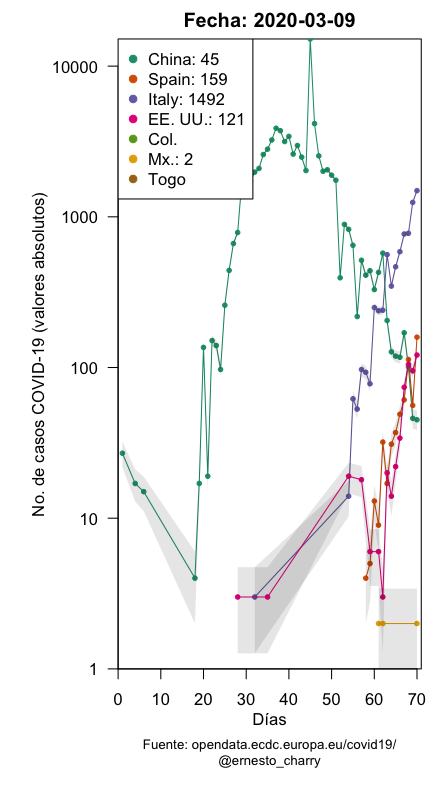 Fecha: 2020-03-09
China: 45
Spain: 159
Italy: 1492
EE. UU.: 121
Col.
Mx.: 2
Togo
No. de casos COVID-19 (valores absolutos)
10000
1000
100
10
1
0 10 20 30 40 50 60 70
Días
Fuente: opendata.ecdc.europa.eu/covid19/
@ernesto_charry